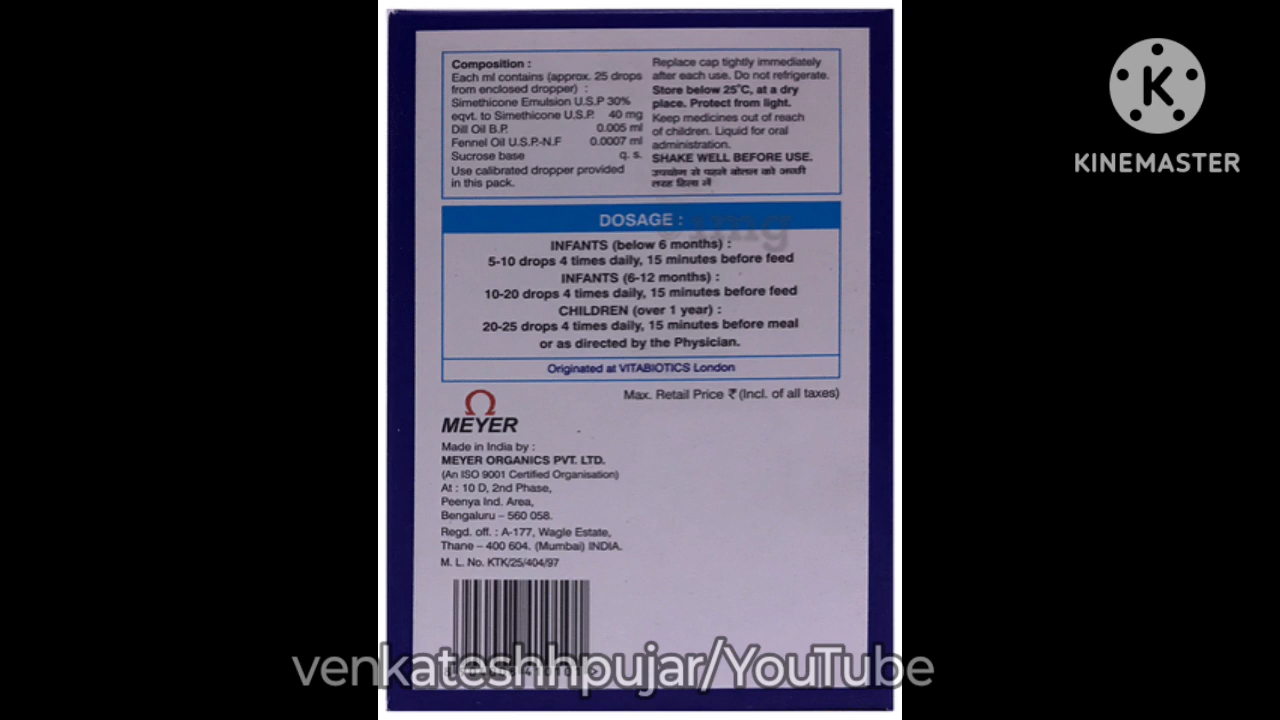 Composition :
Each ml contains (approx. 25 drops
from enclosed dropper) :
Simethicone Emulsion U.S.P 30%
eqvt. to Simethicone U.S.P. 40 mg
Dill Oil B.P. 0.005 ml
Fennel Oil U.S.P.-N.F 0.0007 ml
Sucrose base q. s.
Use calibrated dropper provided
in this pack.
Replace cap tightly immediately
after each use. Do not refrigerate.
Store below 25°C, at a dry
place. Protect from light.
Keep medicines out of reach
of children. Liquid for oral
administration.
SHAKE WELL BEFORE USE.
उपयोग से पहले बोतल को अच्छी
तरह हिला लें
DOSAGE :
INFANTS (below 6 months) :
5-10 drops 4 times daily, 15 minutes before feed
INFANTS (6-12 months) :
10-20 drops 4 times daily, 15 minutes before feed
CHILDREN (over 1 year) :
20-25 drops 4 times daily, 15 minutes before meal
or as directed by the Physician.
Originated at VITABIOTICS London
Max. Retail Price ₹ (Incl. of all taxes)
MEYER
Made in India by :
MEYER ORGANICS PVT. LTD.
(An ISO 9001 Certified Organisation)
At : 10 D, 2nd Phase,
Peenya Ind. Area,
Bengaluru – 560 058.
Regd. off. : A-177, Wagle Estate,
Thane – 400 604. (Mumbai) INDIA.
M. L. No. KTK/25/404/97
venkateshhpujar/YouTube
K
KINEMASTER